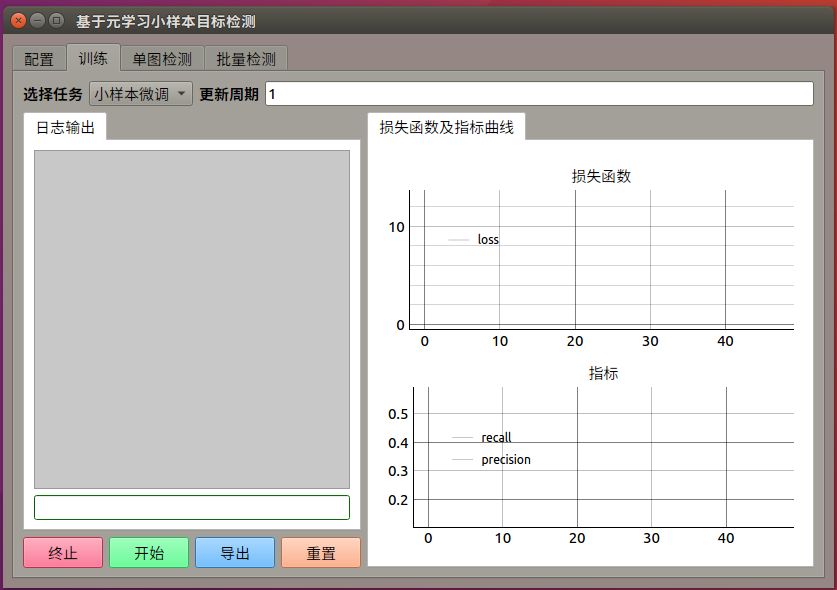 基于元学习小样本目标检测
配置 训练 单图检测 批量检测
选择任务 小样本微调 更新周期 1
日志输出
损失函数及指标曲线
损失函数
10
loss
0
0 10 20 30 40
指标
0.5
0.4
recall
precision
0.3
0.2
0 10 20 30 40
终止 开始 导出 重置